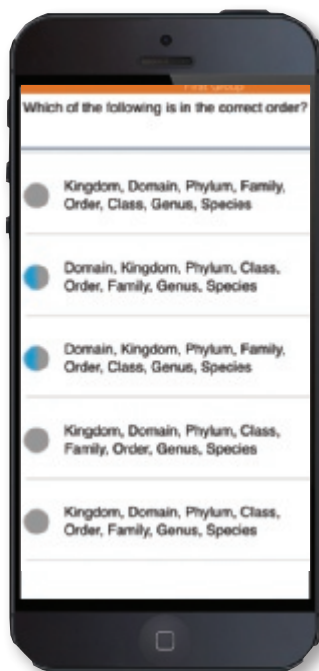 First Group
Which of the following is in the correct order?
Kingdom, Domain, Phylum, Family,
Order, Class, Genus, Species
Domain, Kingdom, Phylum, Class,
Order, Family, Genus, Species
Domain, Kingdom, Phylum, Family,
Order, Class, Genus, Species
Kingdom, Domain, Phylum, Class,
Family, Order, Genus, Species
Kingdom, Domain, Phylum, Class,
Order, Family, Genus, Species